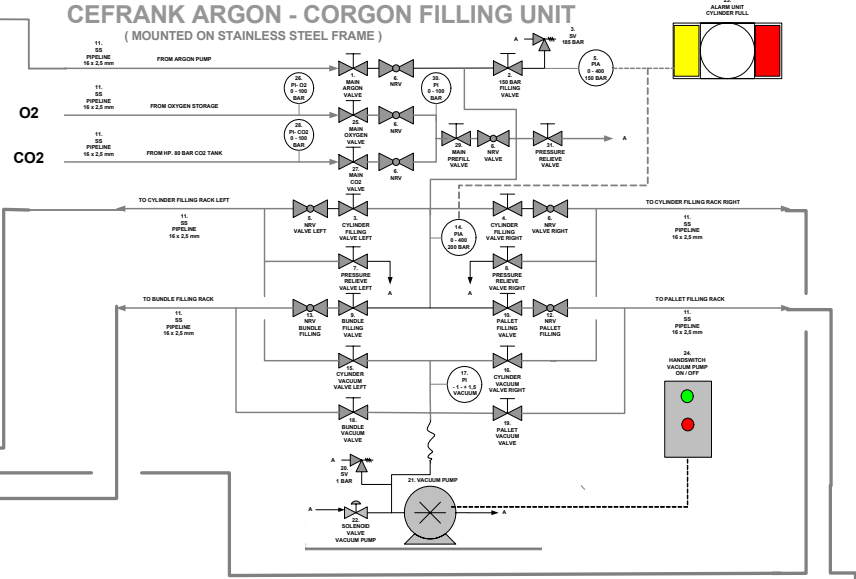 CEFRANK ARGON - CORGON FILLING UNIT
( MOUNTED ON STAINLESS STEEL FRAME )
ALARM UNIT
CYLINDER FULL
3.
SV
185 BAR
A
11.
SS
PIPELINE
16 x 2,5 mm
FROM ARGON PUMP
1.
MAIN
ARGON
VALVE
6.
NRV
2.
150 BAR
FILLING
VALVE
5.
PIA
0 - 400
150 BAR
26.
PI- O2
0 - 100
BAR
30.
PI
0 - 100
BAR
O2
11.
SS
PIPELINE
16 x 2,5 mm
FROM OXYGEN STORAGE
25.
MAIN
OXYGEN
VALVE
6.
NRV
28.
PI- CO2
0 - 100
BAR
29.
MAIN
PREFILL
VALVE
6.
NRV
VALVE
31.
PRESSURE
RELIEVE
VALVE
A
CO2
11.
SS
PIPELINE
16 x 2,5 mm
FROM HP. 80 BAR CO2 TANK
27.
MAIN
CO2
VALVE
6.
NRV
TO CYLINDER FILLING RACK LEFT
11.
SS
PIPELINE
16 x 2,5 mm
5.
NRV
VALVE LEFT
3.
CYLINDER
FILLING
VALVE LEFT
14.
PIA
0 - 400
200 BAR
4.
CYLINDER
FILLING
VALVE RIGHT
6.
NRV
VALVE RIGHT
TO CYLINDER FILLING RACK RIGHT
11.
SS
PIPELINE
16 x 2,5 mm
7.
PRESSURE
RELIEVE
VALVE LEFT
A
8.
PRESSURE
RELIEVE
VALVE RIGHT
A
TO BUNDLE FILLING RACK
11.
SS
PIPELINE
16 x 2,5 mm
13.
NRV
BUNDLE
FILLING
9.
BUNDLE
FILLING
VALVE
10.
PALLET
FILLING
VALVE
12.
NRV
PALLET
FILLING
TO PALLET FILLING RACK
11.
SS
PIPELINE
16 x 2,5 mm
15.
CYLINDER
VACUUM
VALVE LEFT
17.
PI
- 1 - + 1,5
VACUUM
16.
CYLINDER
VACUUM
VALVE RIGHT
24.
HANDSWITCH
VACUUM PUMP
ON / OFF
18.
BUNDLE
VACUUM
VALVE
19.
PALLET
VACUUM
VALVE
A
20.
SV
1 BAR
21. VACUUM PUMP
A
22.
SOLENOID
VALVE
VACUUM PUMP
A